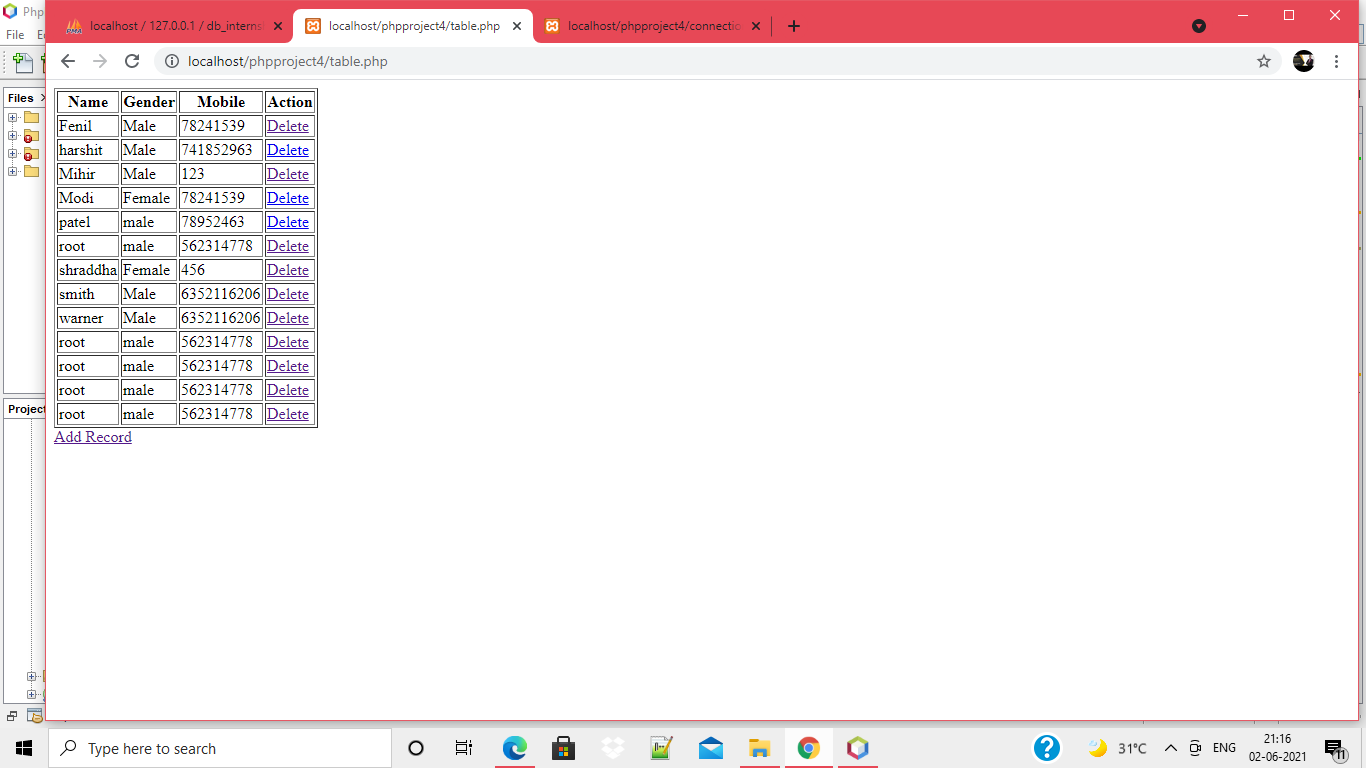 Php
localhost / 127.0.0.1 / db_interns
localhost/phpproject4/table.php
localhost/phpproject4/connectio
File
localhost/phpproject4/table.php
Files
Name Gender Mobile Action
Fenil Male 78241539 Delete
harshit Male 741852963 Delete
Mihir Male 123 Delete
Modi Female 78241539 Delete
patel male 78952463 Delete
root male 562314778 Delete
shraddha Female 456 Delete
smith Male 6352116206 Delete
warner Male 6352116206 Delete
root male 562314778 Delete
root male 562314778 Delete
root male 562314778 Delete
root male 562314778 Delete
Project
Add Record
Type here to search
31°C
ENG
21:16
02-06-2021
11